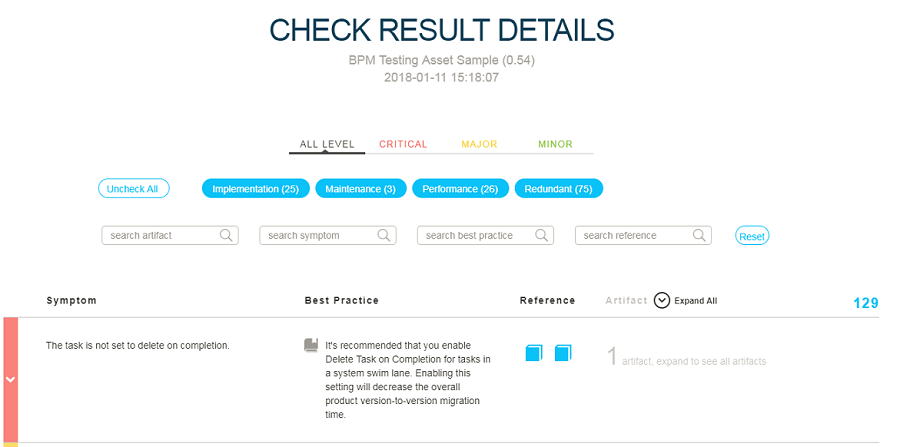 CHECK RESULT DETAILS
BPM Testing Asset Sample (0.54)
2018-01-11 15:18:07
ALL LEVEL CRITICAL MAJOR MINOR
Uncheck All Implementation (25) Maintenance (3) Performance (26) Redundant (75)
search artifact search symptom search best practice search reference Reset
Symptom Best Practice Reference Artifact Expand All 129
The task is not set to delete on completion. It's recommended that you enable
Delete Task on Completion for tasks in
a system swim lane. Enabling this
setting will decrease the overall
product version-to-version migration
time.
1 artifact, expand to see all artifacts